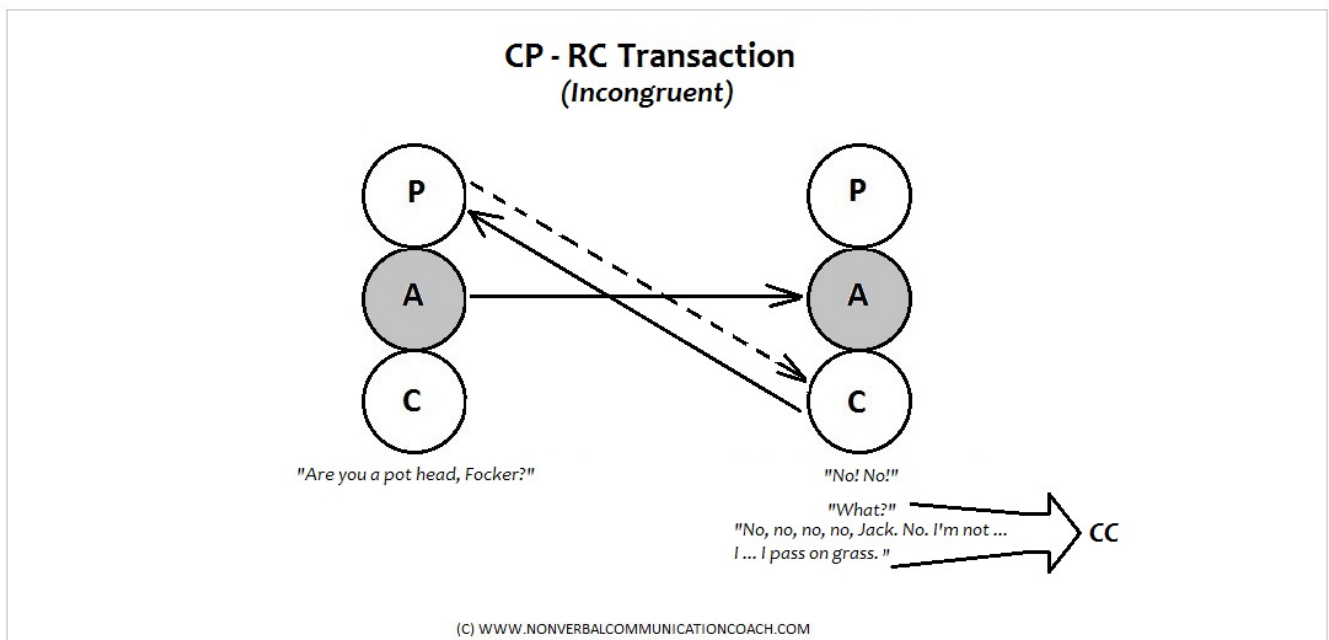 CP - RC Transaction
(Incongruent)
P
P
A
A
C
C
"Are you a pot head, Focker?"
"No! No!"
"What?"
"No, no, no, no, Jack. No. I'm not ...
I ... I pass on grass. "
CC
(C) WWW.NONVERBALCOMMUNICATIONCOACH.COM